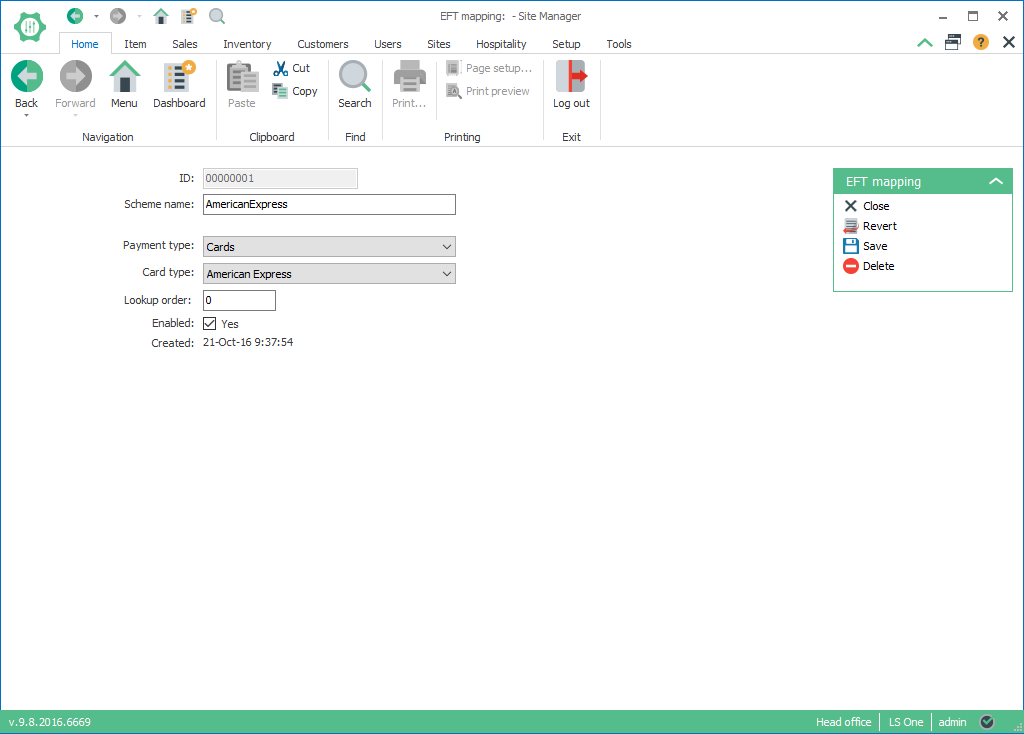 EFT mapping:  - Site Manager
Home Item Sales Inventory Customers Users Sites Hospitality Setup Tools
Back Forward Menu Dashboard Paste Cut Copy Search Print... Page setup... Print preview Log out
Navigation Clipboard Find Printing Exit
ID: 00000001
Scheme name: AmericanExpress
Payment type: Cards
Card type: American Express
Lookup order: 0
Enabled: Yes
Created: 21-Oct-16 9:37:54
EFT mapping
Close
Revert
Save
Delete
v.9.8.2016.6669 Head office LS One admin